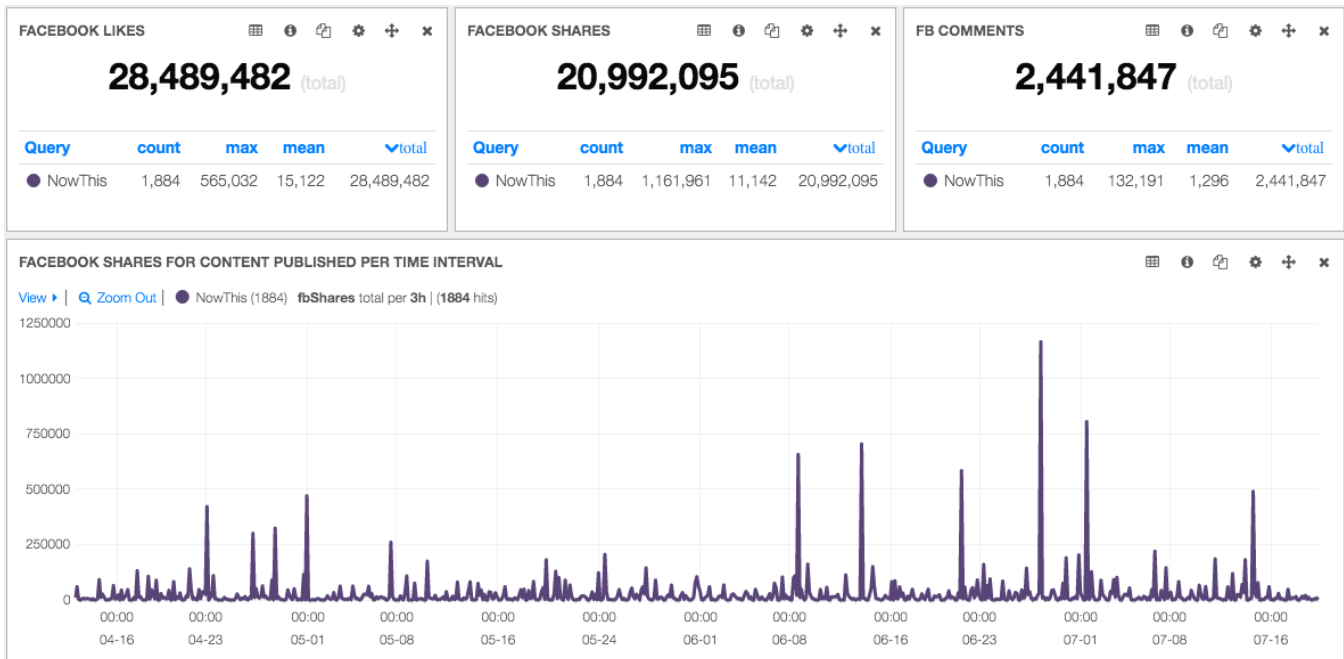 FACEBOOK LIKES
28,489,482 (total)
Query count max mean total
NowThis 1,884 565,032 15,122 28,489,482
FACEBOOK SHARES
20,992,095 (total)
Query count max mean total
NowThis 1,884 1,161,961 11,142 20,992,095
FB COMMENTS
2,441,847 (total)
Query count max mean total
NowThis 1,884 132,191 1,296 2,441,847
FACEBOOK SHARES FOR CONTENT PUBLISHED PER TIME INTERVAL
View | Zoom Out | NowThis (1884) fbShares total per 3h | (1884 hits)
1250000
1000000
750000
500000
250000
0
00:00 00:00 00:00 00:00 00:00 00:00 00:00 00:00 00:00 00:00 00:00 00:00 00:00
04-16 04-23 05-01 05-08 05-16 05-24 06-01 06-08 06-16 06-23 07-01 07-08 07-16